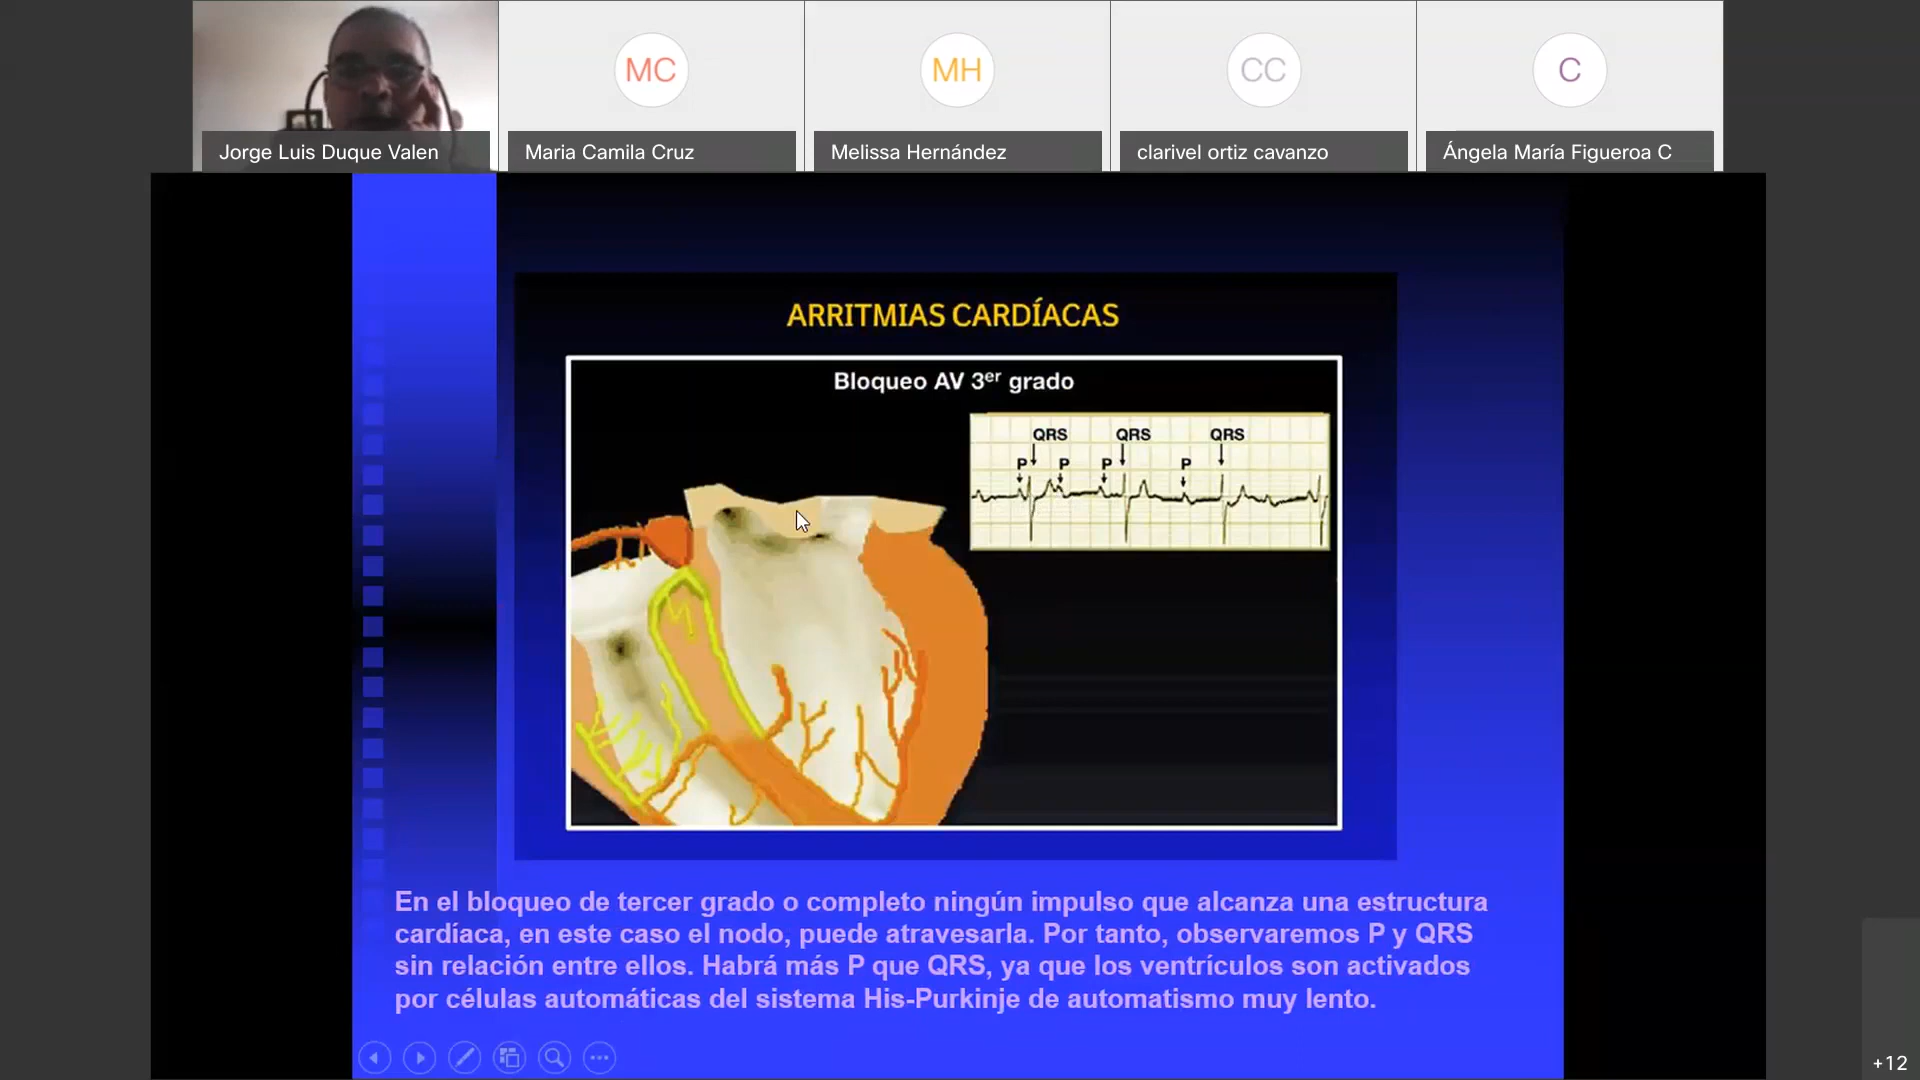 MC
MH
CC
C
Jorge Luis Duque Valen
Maria Camila Cruz
Melissa Hernández
clarivel ortiz cavanzo
Ángela María Figueroa C
ARRITMIAS CARDÍACAS
Bloqueo AV 3er grado
QRS QRS QRS
P P P P
En el bloqueo de tercer grado o completo ningún impulso que alcanza una estructura
cardíaca, en este caso el nodo, puede atravesarla. Por tanto, observaremos P y QRS
sin relación entre ellos. Habrá más P que QRS, ya que los ventrículos son activados
por células automáticas del sistema His-Purkinje de automatismo muy lento.
+12